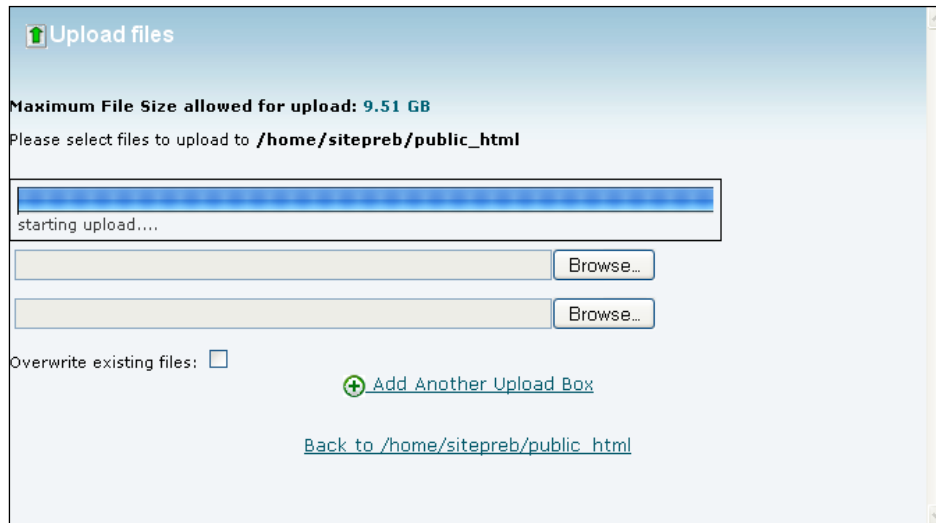 Upload files
Maximum File Size allowed for upload: 9.51 GB
Please select files to upload to /home/sitepreb/public_html
starting upload....
Browse...
Browse...
Overwrite existing files:
Add Another Upload Box
Back to /home/sitepreb/public_html